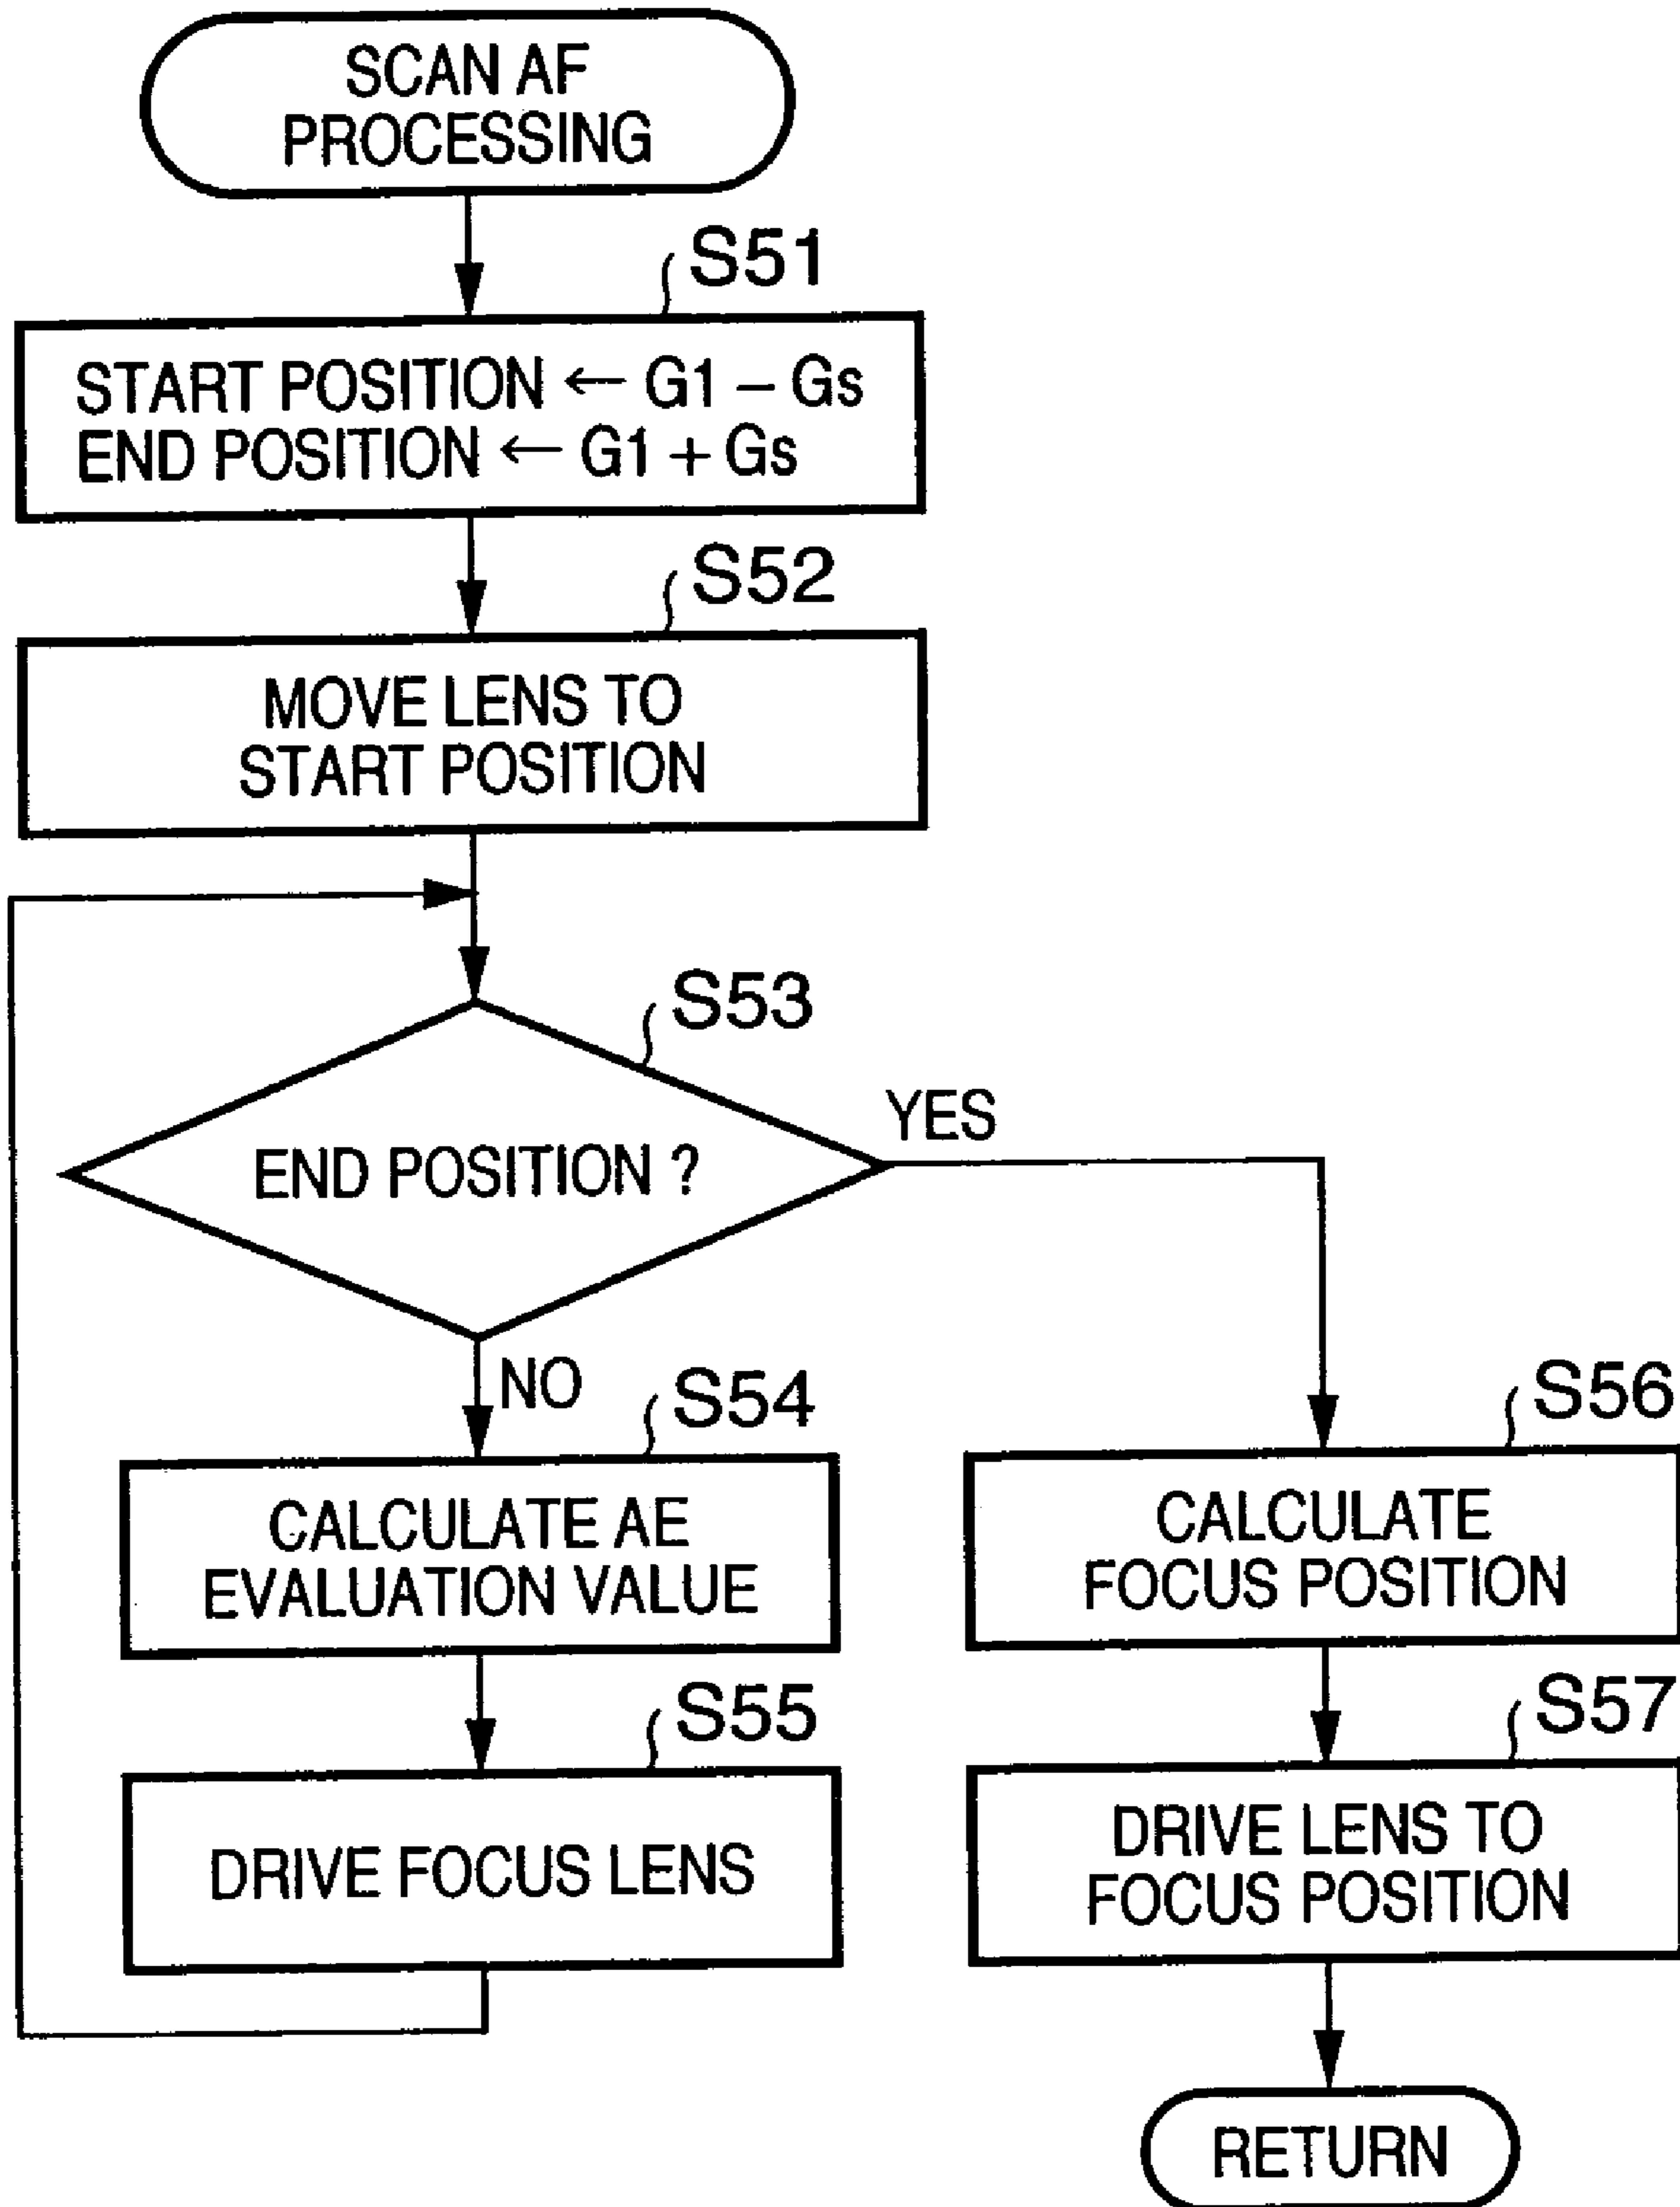 SCAN AF
PROCESSING
S51
START POSITION ← G1 – Gs
END POSITION ← G1 + Gs
S52
MOVE LENS TO
START POSITION
S53
END POSITION ?
YES
NO
S54
CALCULATE AE
EVALUATION VALUE
S55
DRIVE FOCUS LENS
S56
CALCULATE
FOCUS POSITION
S57
DRIVE LENS TO
FOCUS POSITION
RETURN